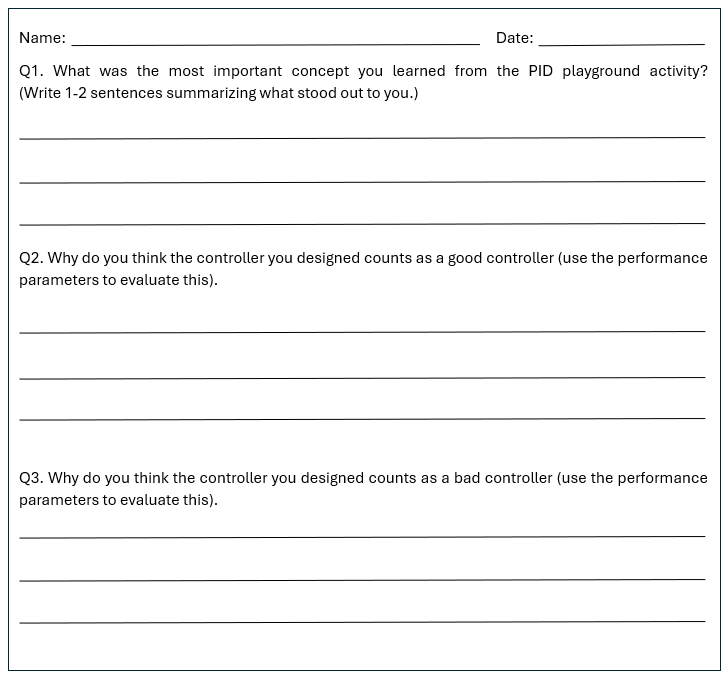 Name: Date:
Q1. What was the most important concept you learned from the PID playground activity?
(Write 1-2 sentences summarizing what stood out to you.)
Q2. Why do you think the controller you designed counts as a good controller (use the performance
parameters to evaluate this).
Q3. Why do you think the controller you designed counts as a bad controller (use the performance
parameters to evaluate this).